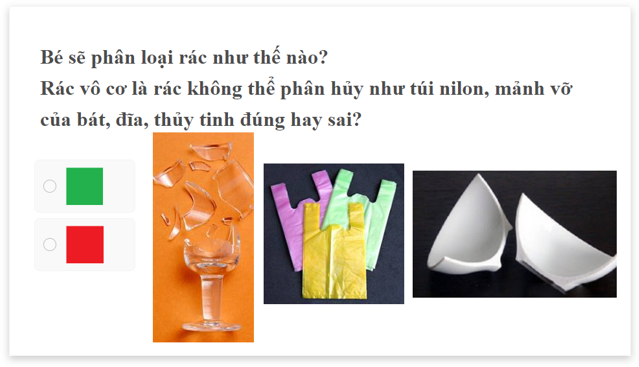 Bé sẽ phân loại rác như thế nào?
Rác vô cơ là rác không thể phân hủy như túi nilon, mảnh vỡ
của bát, đĩa, thủy tinh đúng hay sai?